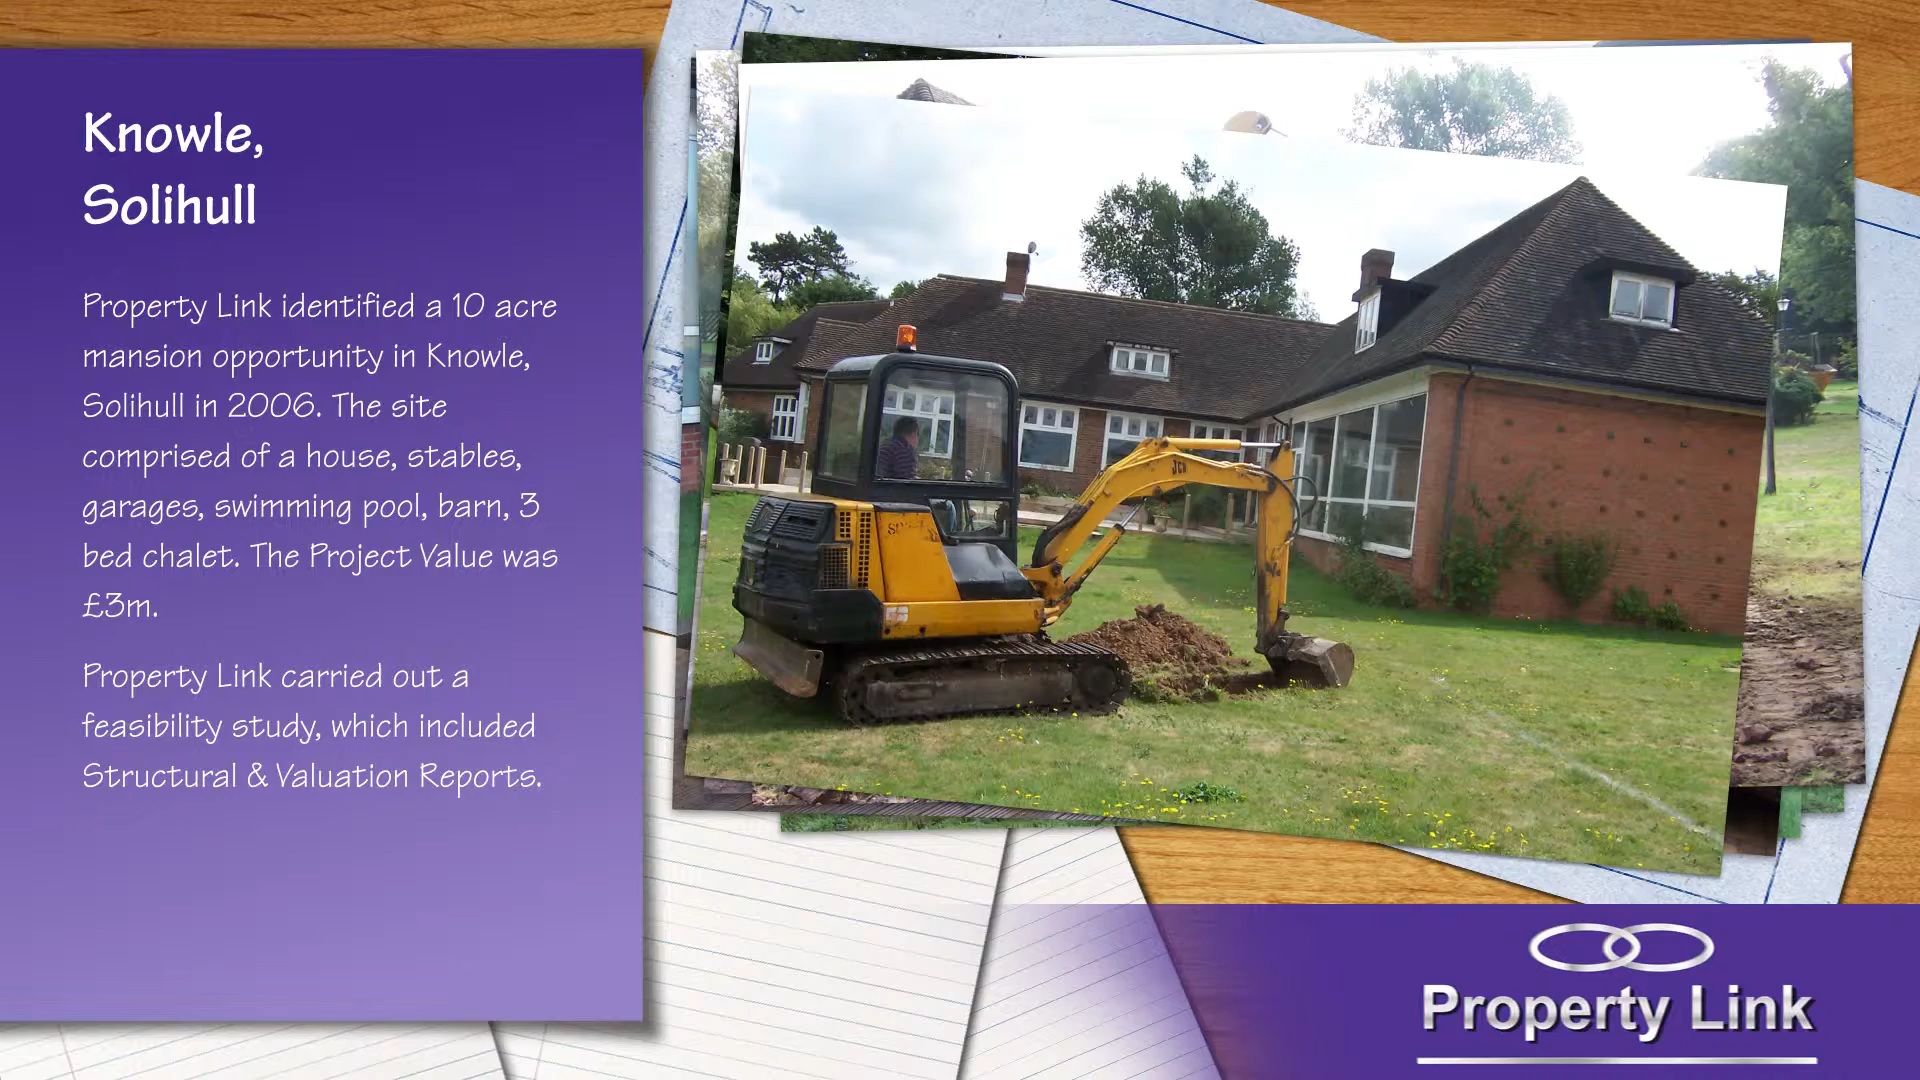 Knowle,
Solihull
Property Link identified a 10 acre
mansion opportunity in Knowle,
Solihull in 2006. The site
comprised of a house, stables,
garages, swimming pool, barn, 3
bed chalet. The Project Value was
£3m.
Property Link carried out a
feasibility study, which included
Structural & Valuation Reports.
JCB
Property Link